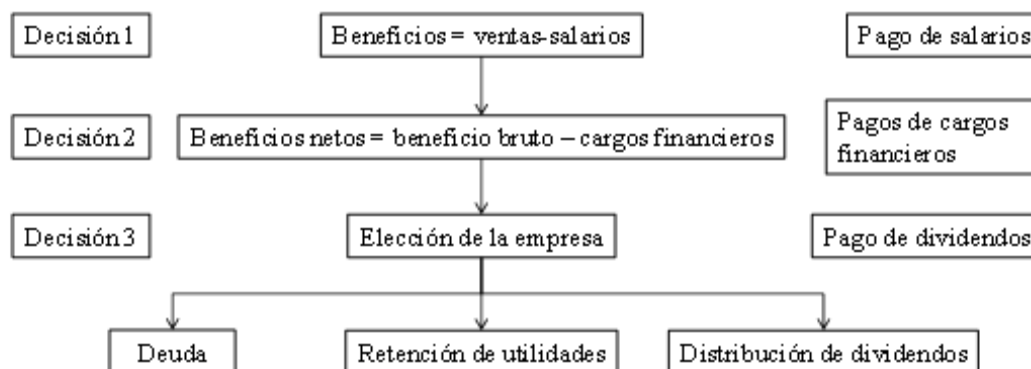 Decisión 1
Beneficios = ventas-salarios
Pago de salarios
Decisión 2
Beneficios netos = beneficio bruto – cargos financieros
Pagos de cargos
financieros
Decisión 3
Elección de la empresa
Pago de dividendos
Deuda
Retención de utilidades
Distribución de dividendos